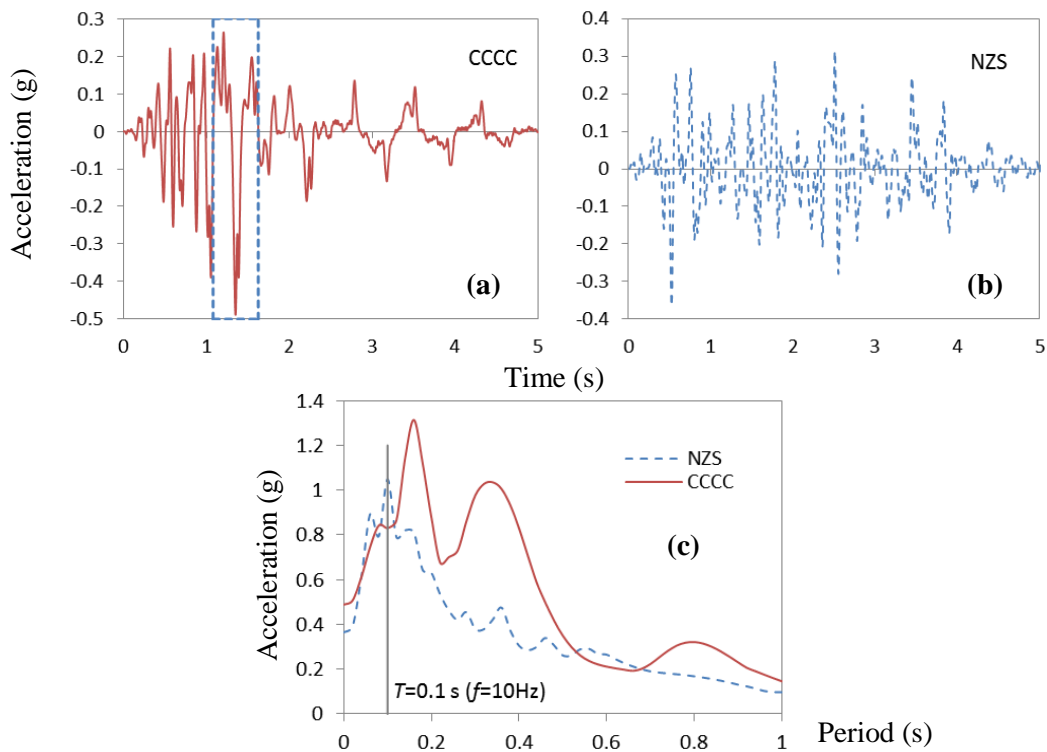 Acceleration (g)
0.3
0.2
0.1
0
-0.1
-0.2
-0.3
-0.4
-0.5
CCCC
(a)
0 1 2 3 4 5
0.4
0.3
0.2
0.1
0
-0.1
-0.2
-0.3
-0.4
NZS
(b)
0 1 2 3 4 5
Time (s)
Acceleration (g)
1.4
1.2
1
0.8
0.6
0.4
0.2
0
NZS
CCCC
(c)
T=0.1 s (f=10Hz)
0 0.2 0.4 0.6 0.8 1
Period (s)